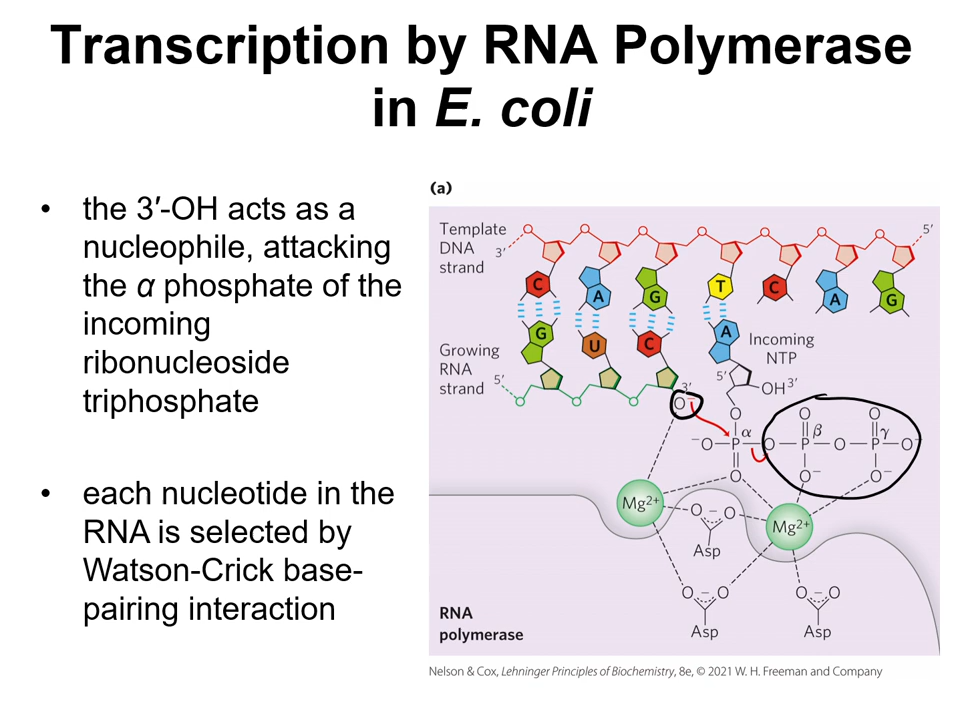 Transcription by RNA Polymerase
in E. coli
• the 3′-OH acts as a
nucleophile, attacking
the α phosphate of the
incoming
ribonucleoside
triphosphate
• each nucleotide in the
RNA is selected by
Watson-Crick base-
pairing interaction
(a)
Template
DNA
strand
3′
5′
C A G T C A G
G U C A
Growing
RNA
strand
5′
3′
Incoming
NTP
5′
OH 3′
O⁻
O O O
α β γ
⁻O P O P O P O⁻
O O⁻ O⁻
Mg²⁺
O – O
Mg²⁺
Asp
O – O
O – O
Asp
Asp
RNA
polymerase
Nelson & Cox, Lehninger Principles of Biochemistry, 8e, © 2021 W. H. Freeman and Company